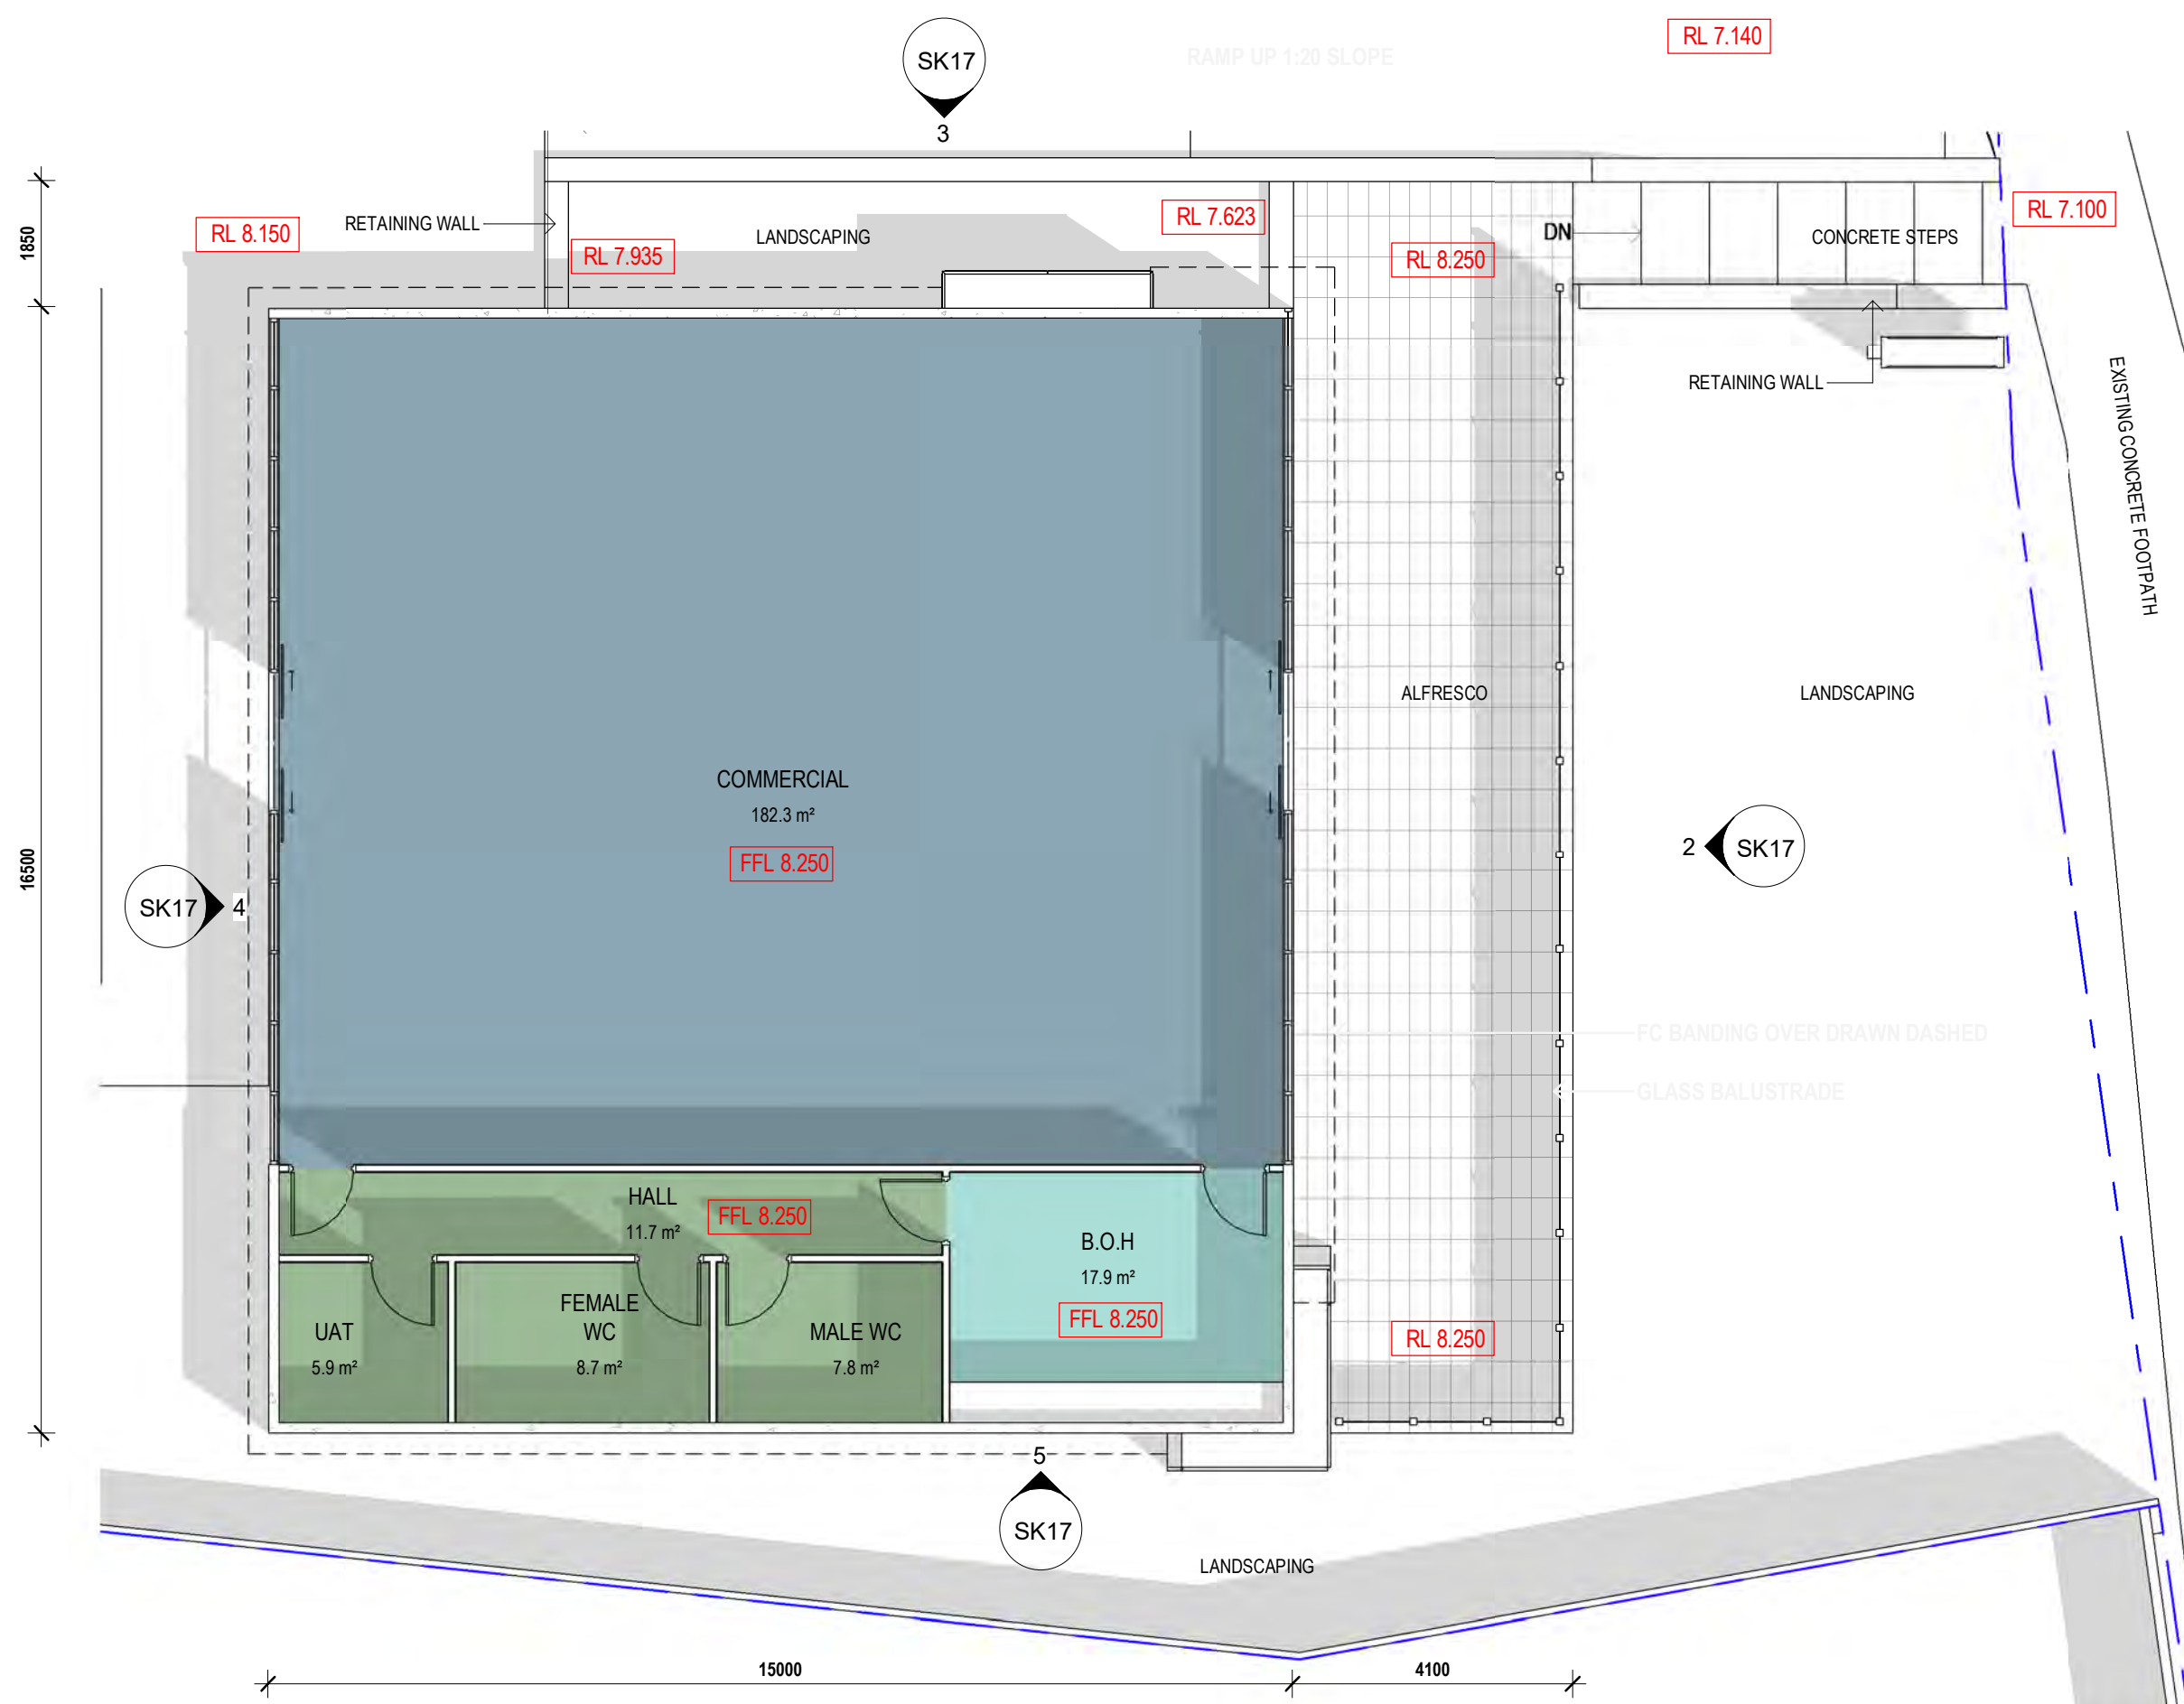 SK17
3
RAMP UP 1:20 SLOPE
RL 7.140
1850
RL 8.150
RETAINING WALL
RL 7.935
LANDSCAPING
RL 7.623
RL 8.250
DN
CONCRETE STEPS
RL 7.100
RETAINING WALL
EXISTING CONCRETE FOOTPATH
ALFRESCO
LANDSCAPING
COMMERCIAL
182.3 m²
FFL 8.250
2
SK17
16500
SK17
4
FC BANDING OVER DRAWN DASHED
GLASS BALUSTRADE
HALL
11.7 m²
FFL 8.250
B.O.H
17.9 m²
FFL 8.250
UAT
5.9 m²
FEMALE
WC
8.7 m²
MALE WC
7.8 m²
RL 8.250
5
SK17
LANDSCAPING
15000
4100